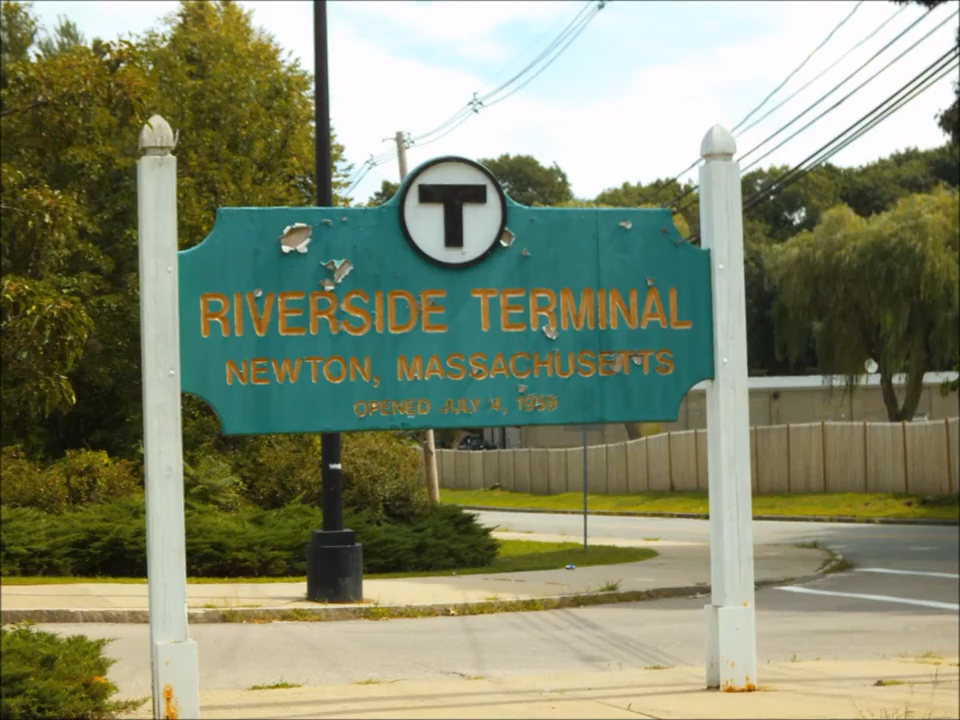 T
RIVERSIDE TERMINAL
NEWTON, MASSACHUSETTS
OPENED JULY 4, 1959